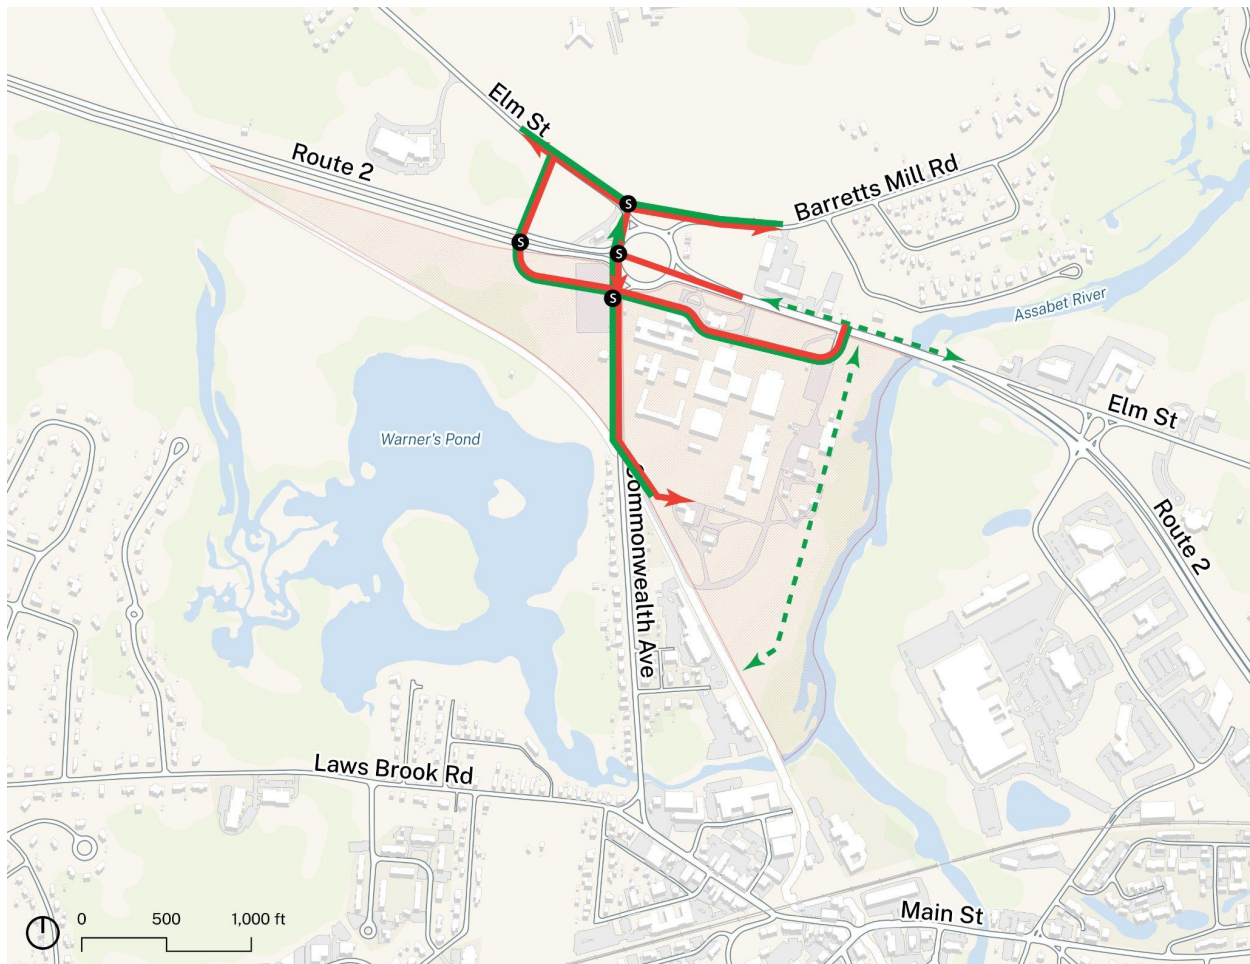 Elm St
Route 2
Barretts Mill Rd
S
S
S
S
Assabet River
Elm St
Warner's Pond
Commonwealth Ave
Route 2
Laws Brook Rd
Main St
0 500 1,000 ft